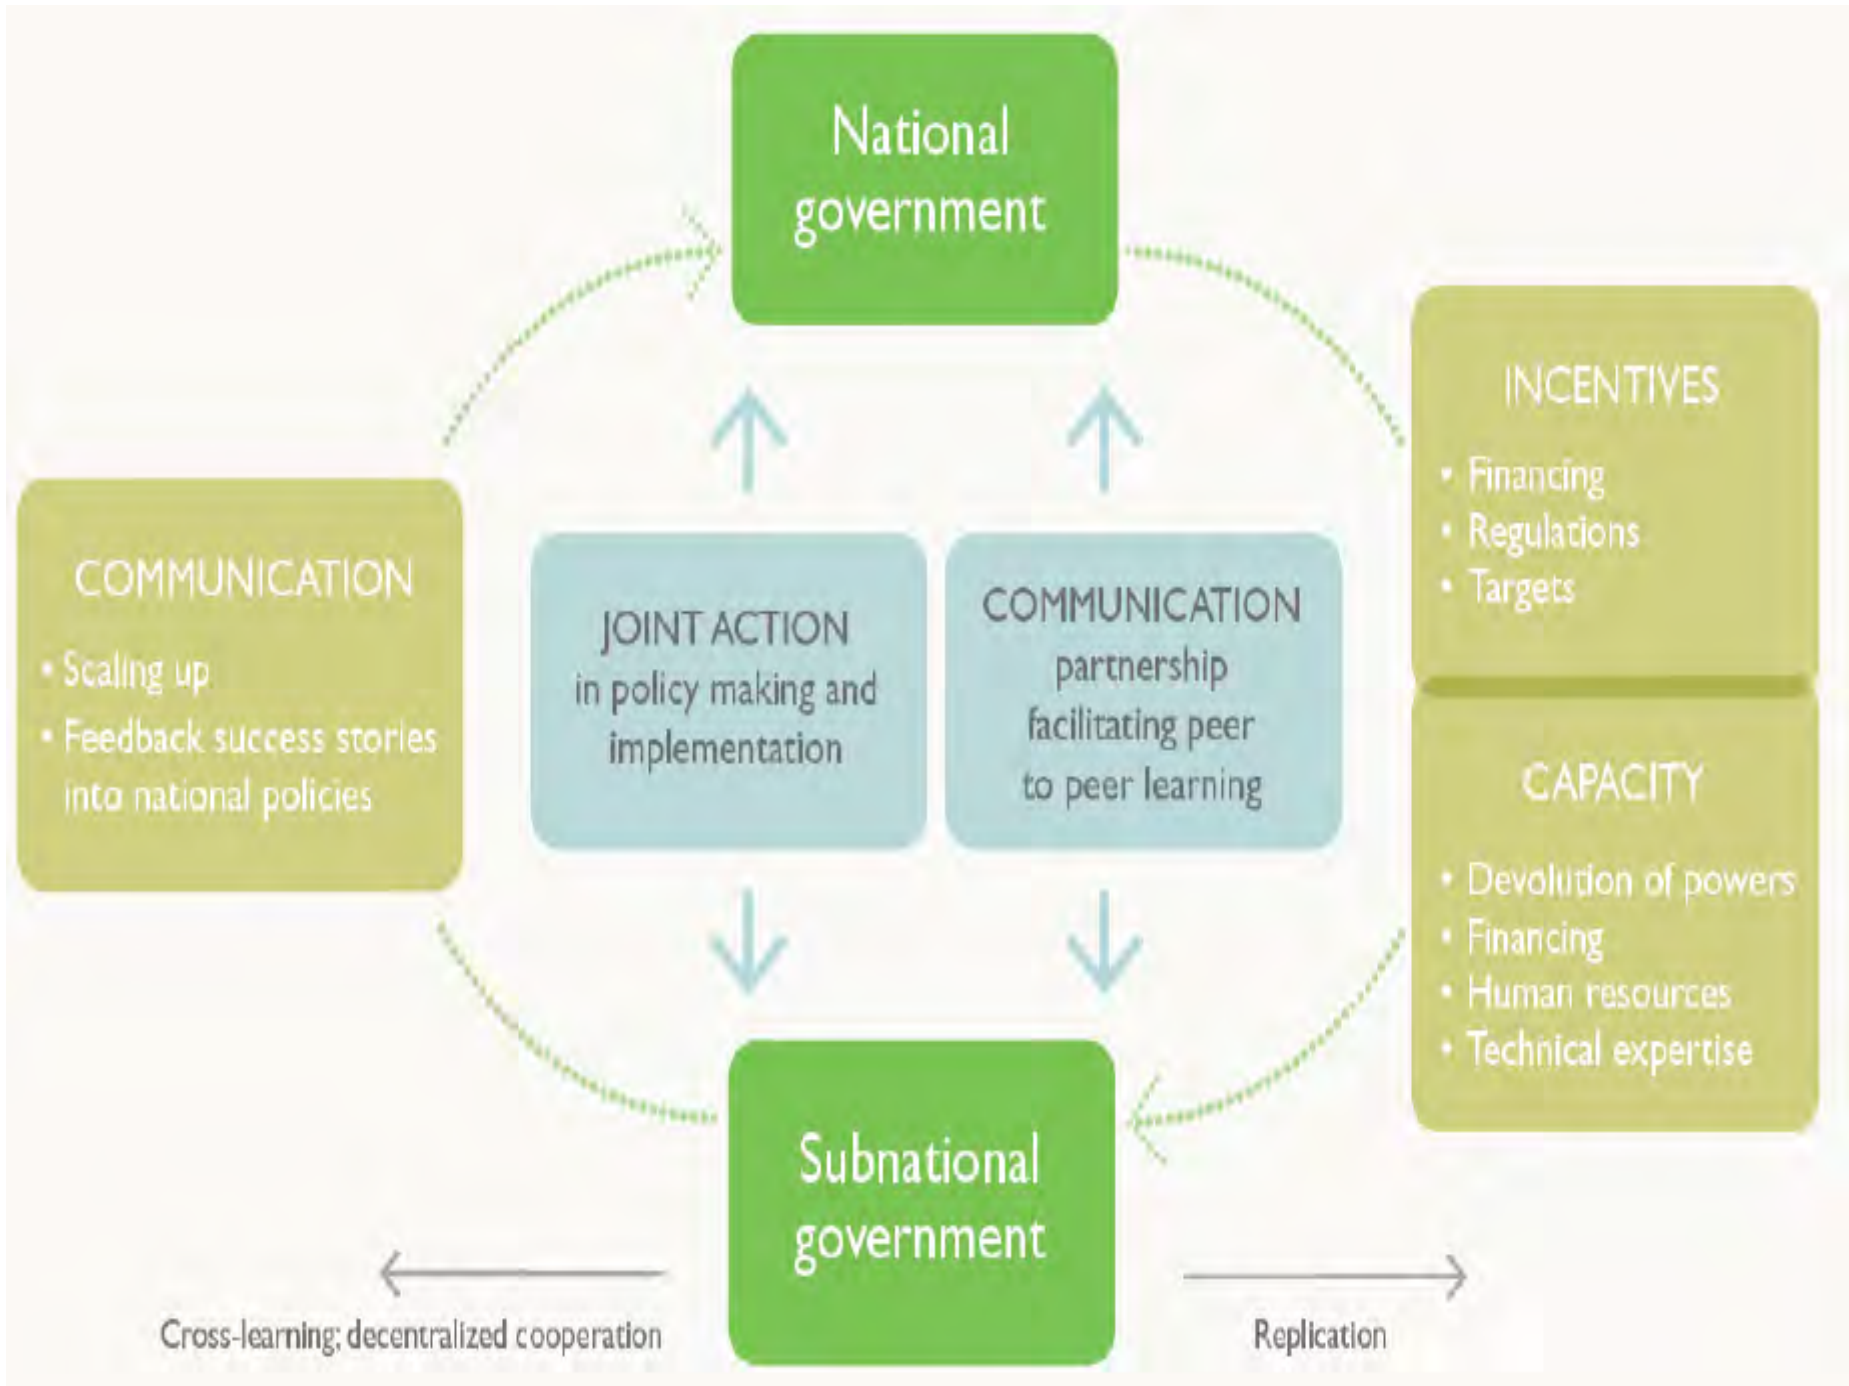 National
government
INCENTIVES
• Financing
• Regulations
• Targets
COMMUNICATION
• Scaling up
• Feedback success stories
into national policies
JOINT ACTION
in policy making and
implementation
COMMUNICATION
partnership
facilitating peer
to peer learning
CAPACITY
• Devolution of powers
• Financing
• Human resources
• Technical expertise
Subnational
government
Cross-learning; decentralized cooperation
Replication